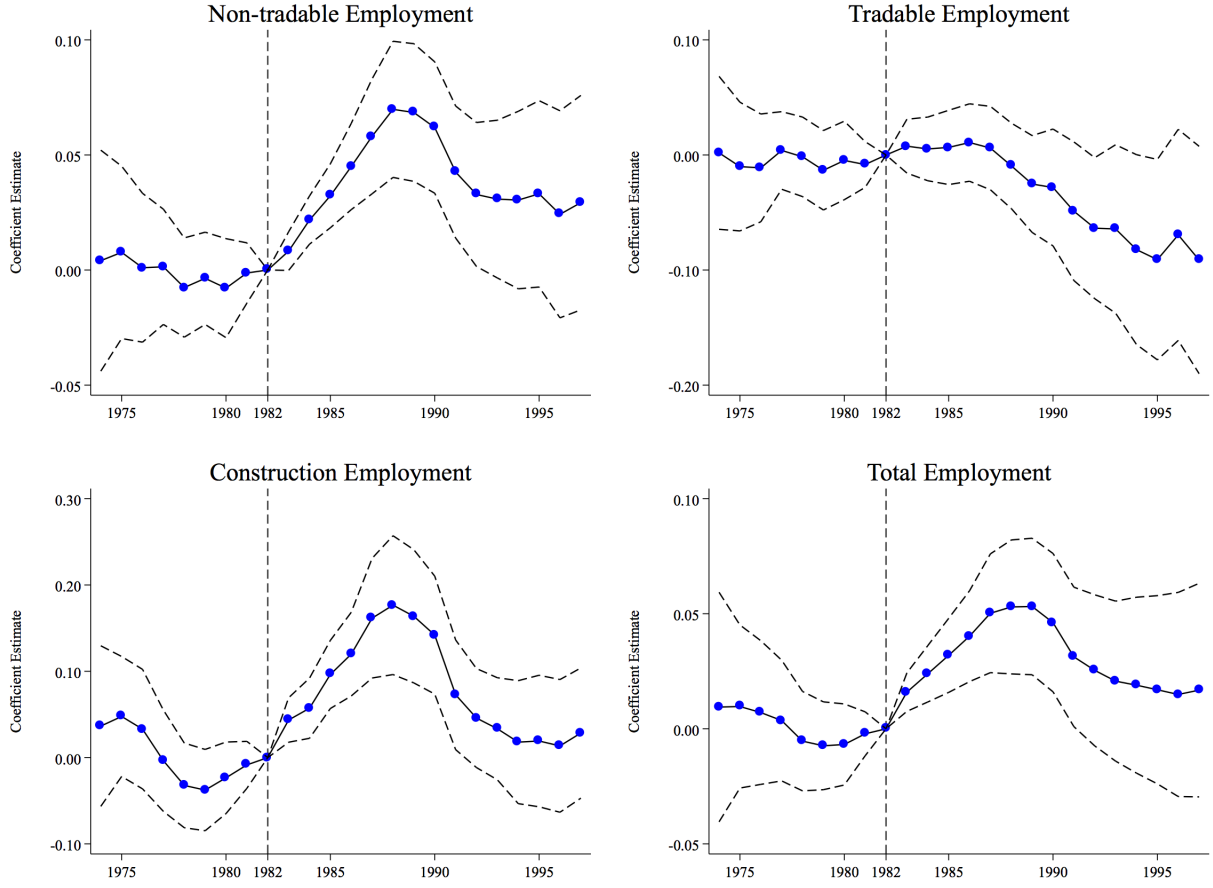 Non-tradable Employment
0.10
0.05
0.00
-0.05
Coefficient Estimate
1975 1980 1982 1985 1990 1995
Tradable Employment
0.10
0.00
-0.10
-0.20
Coefficient Estimate
1975 1980 1982 1985 1990 1995
Construction Employment
0.30
0.20
0.10
0.00
-0.10
Coefficient Estimate
1975 1980 1982 1985 1990 1995
Total Employment
0.10
0.05
0.00
-0.05
Coefficient Estimate
1975 1980 1982 1985 1990 1995